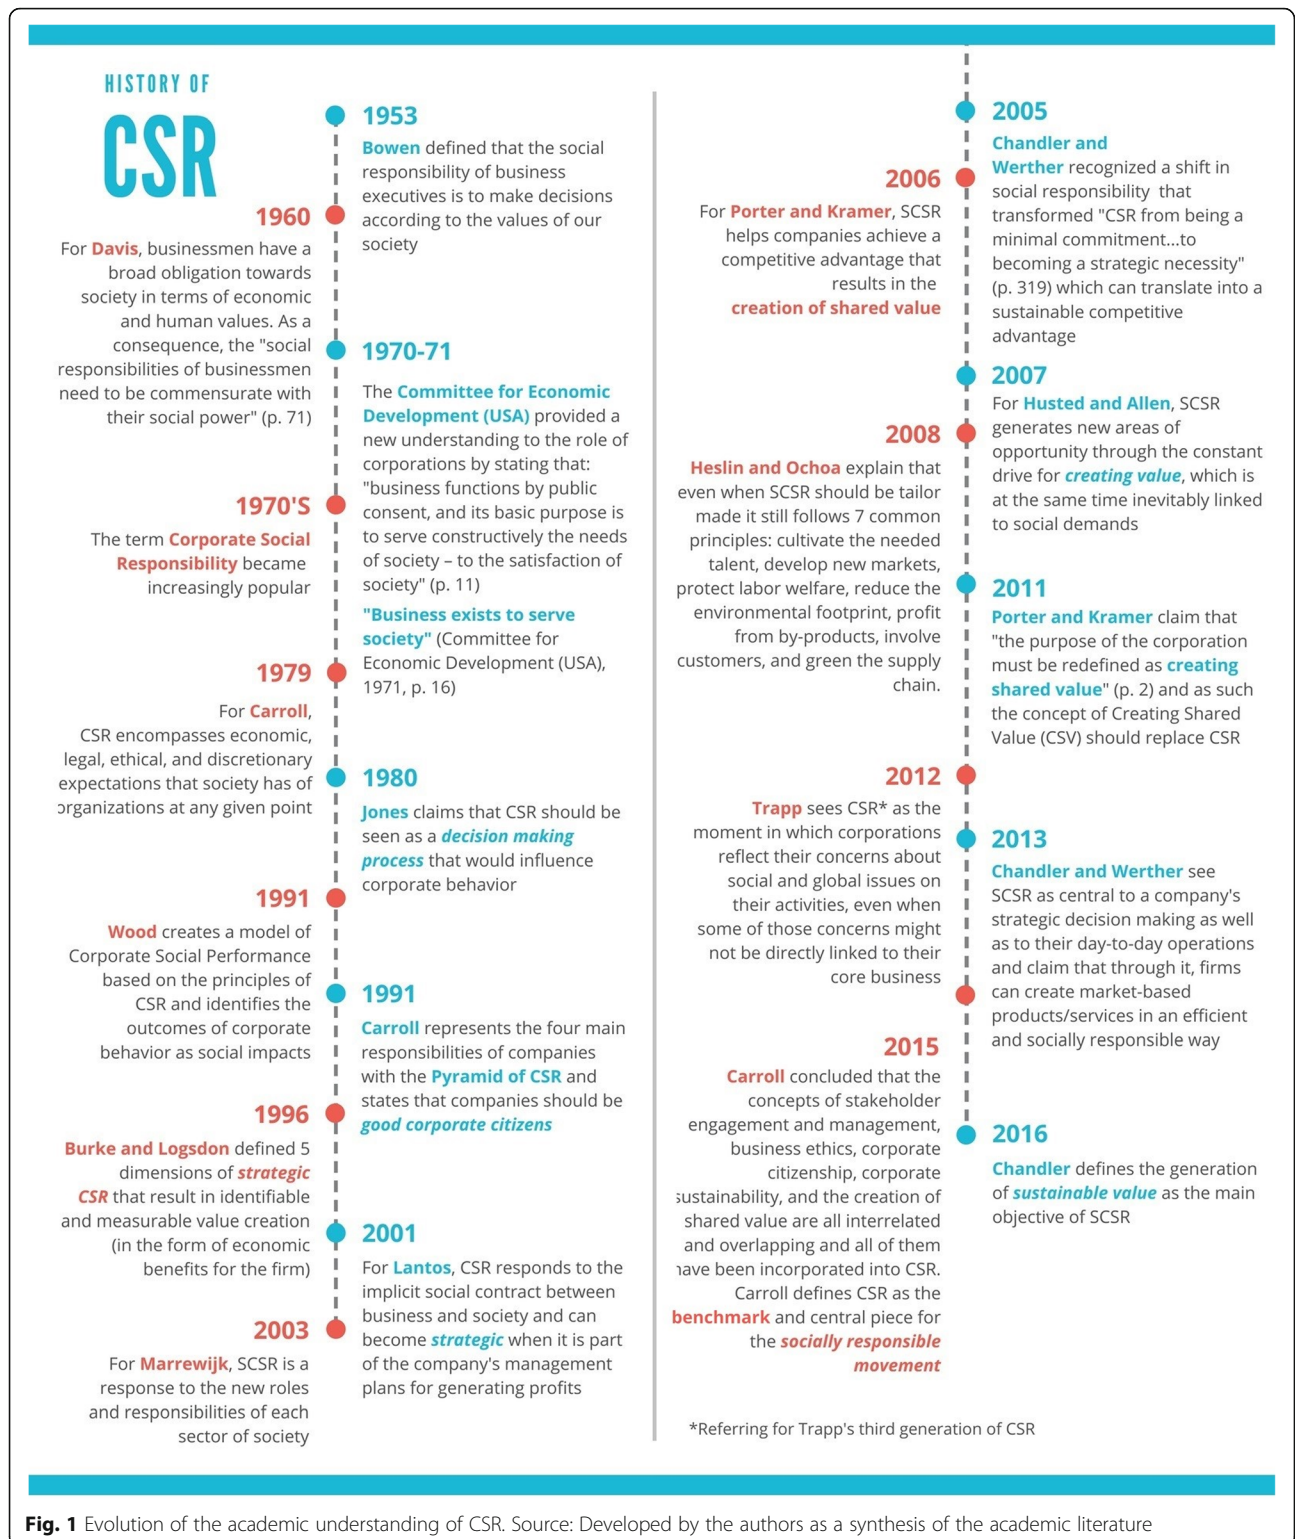 HISTORY OF
CSR
1953
Bowen defined that the social
responsibility of business
executives is to make decisions
according to the values of our
society
1960
For Davis, businessmen have a
broad obligation towards
society in terms of economic
and human values. As a
consequence, the "social
responsibilities of businessmen
need to be commensurate with
their social power" (p. 71)
1970-71
The Committee for Economic
Development (USA) provided a
new understanding to the role of
corporations by stating that:
"business functions by public
consent, and its basic purpose is
to serve constructively the needs
of society – to the satisfaction of
society" (p. 11)
"Business exists to serve
society" (Committee for
Economic Development (USA),
1971, p. 16)
1970'S
The term Corporate Social
Responsibility became
increasingly popular
1979
For Carroll,
CSR encompasses economic,
legal, ethical, and discretionary
expectations that society has of
organizations at any given point
1980
Jones claims that CSR should be
seen as a decision making
process that would influence
corporate behavior
1991
Wood creates a model of
Corporate Social Performance
based on the principles of
CSR and identifies the
outcomes of corporate
behavior as social impacts
1991
Carroll represents the four main
responsibilities of companies
with the Pyramid of CSR and
states that companies should be
good corporate citizens
1996
Burke and Logsdon defined 5
dimensions of strategic
CSR that result in identifiable
and measurable value creation
(in the form of economic
benefits for the firm)
2001
For Lantos, CSR responds to the
implicit social contract between
business and society and can
become strategic when it is part
of the company's management
plans for generating profits
2003
For Marrewijk, SCSR is a
response to the new roles
and responsibilities of each
sector of society
2005
Chandler and
Werther recognized a shift in
social responsibility that
transformed "CSR from being a
minimal commitment...to
becoming a strategic necessity"
(p. 319) which can translate into a
sustainable competitive
advantage
2006
For Porter and Kramer, SCSR
helps companies achieve a
competitive advantage that
results in the
creation of shared value
2007
For Husted and Allen, SCSR
generates new areas of
opportunity through the constant
drive for creating value, which is
at the same time inevitably linked
to social demands
2008
Heslin and Ochoa explain that
even when SCSR should be tailor
made it still follows 7 common
principles: cultivate the needed
talent, develop new markets,
protect labor welfare, reduce the
environmental footprint, profit
from by-products, involve
customers, and green the supply
chain.
2011
Porter and Kramer claim that
"the purpose of the corporation
must be redefined as creating
shared value" (p. 2) and as such
the concept of Creating Shared
Value (CSV) should replace CSR
2012
Trapp sees CSR* as the
moment in which corporations
reflect their concerns about
social and global issues on
their activities, even when
some of those concerns might
not be directly linked to their
core business
2013
Chandler and Werther see
SCSR as central to a company's
strategic decision making as well
as to their day-to-day operations
and claim that through it, firms
can create market-based
products/services in an efficient
and socially responsible way
2015
Carroll concluded that the
concepts of stakeholder
engagement and management,
business ethics, corporate
citizenship, corporate
sustainability, and the creation of
shared value are all interrelated
and overlapping and all of them
have been incorporated into CSR.
Carroll defines CSR as the
benchmark and central piece for
the socially responsible
movement
2016
Chandler defines the generation
of sustainable value as the main
objective of SCSR
*Referring for Trapp's third generation of CSR
Fig. 1 Evolution of the academic understanding of CSR. Source: Developed by the authors as a synthesis of the academic literature